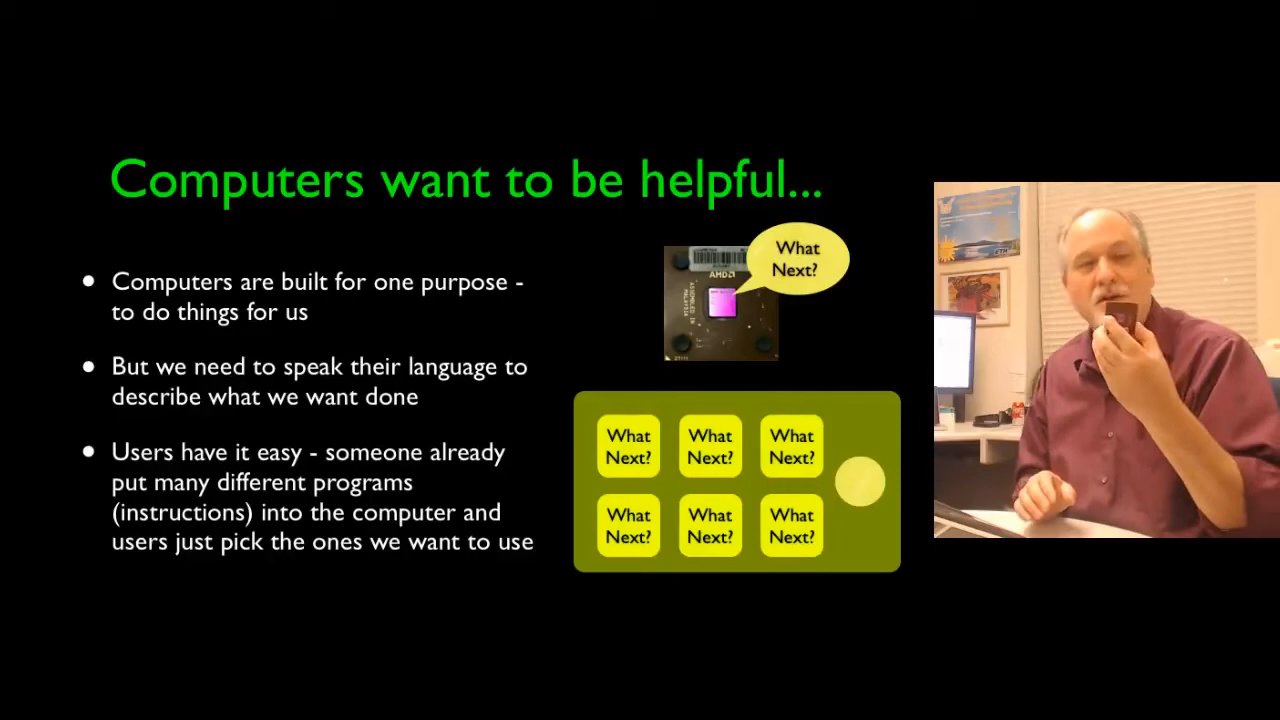 Computers want to be helpful...
• Computers are built for one purpose -
to do things for us
• But we need to speak their language to
describe what we want done
• Users have it easy - someone already
put many different programs
(instructions) into the computer and
users just pick the ones we want to use
What
Next?
AMD
ASSEMBLED IN
MALAYSIA
What
Next?
What
Next?
What
Next?
What
Next?
What
Next?
What
Next?